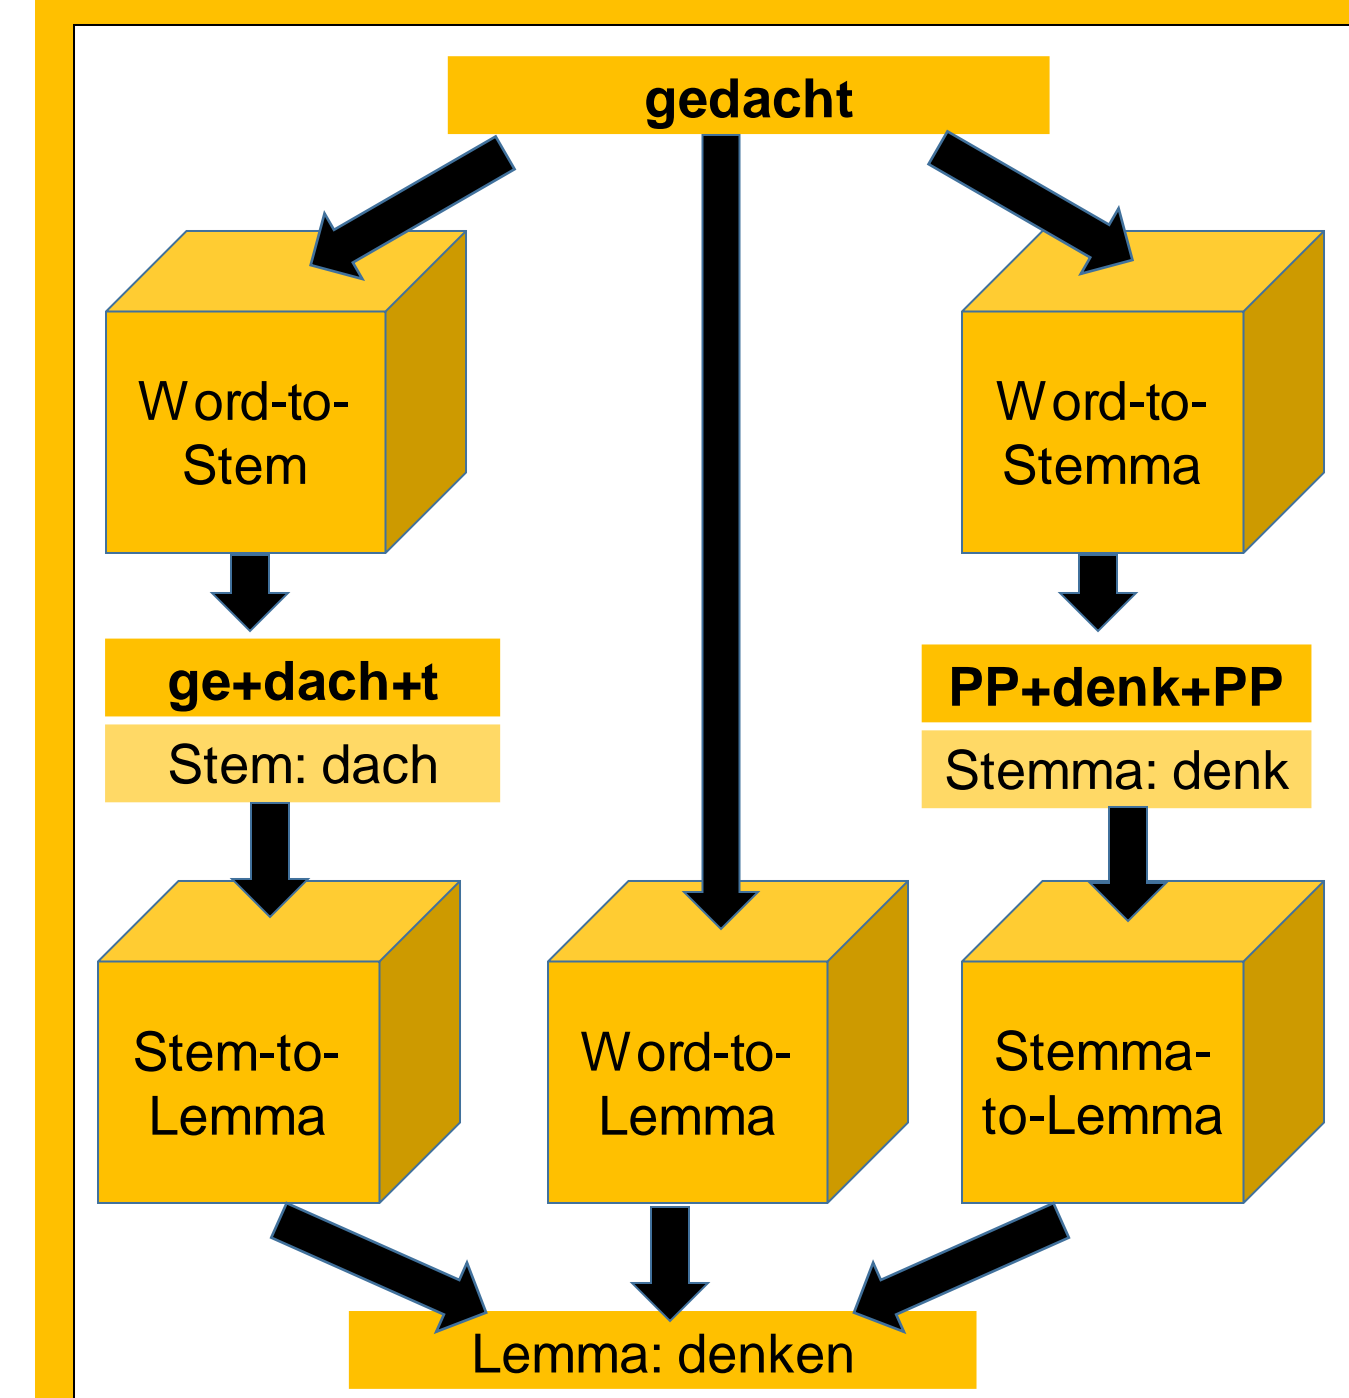 gedacht
Word-to-
Stem
Word-to-
Stemma
ge+dach+t
Stem: dach
PP+denk+PP
Stemma: denk
Stem-to-
Lemma
Word-to-
Lemma
Stemma-
to-Lemma
Lemma: denken